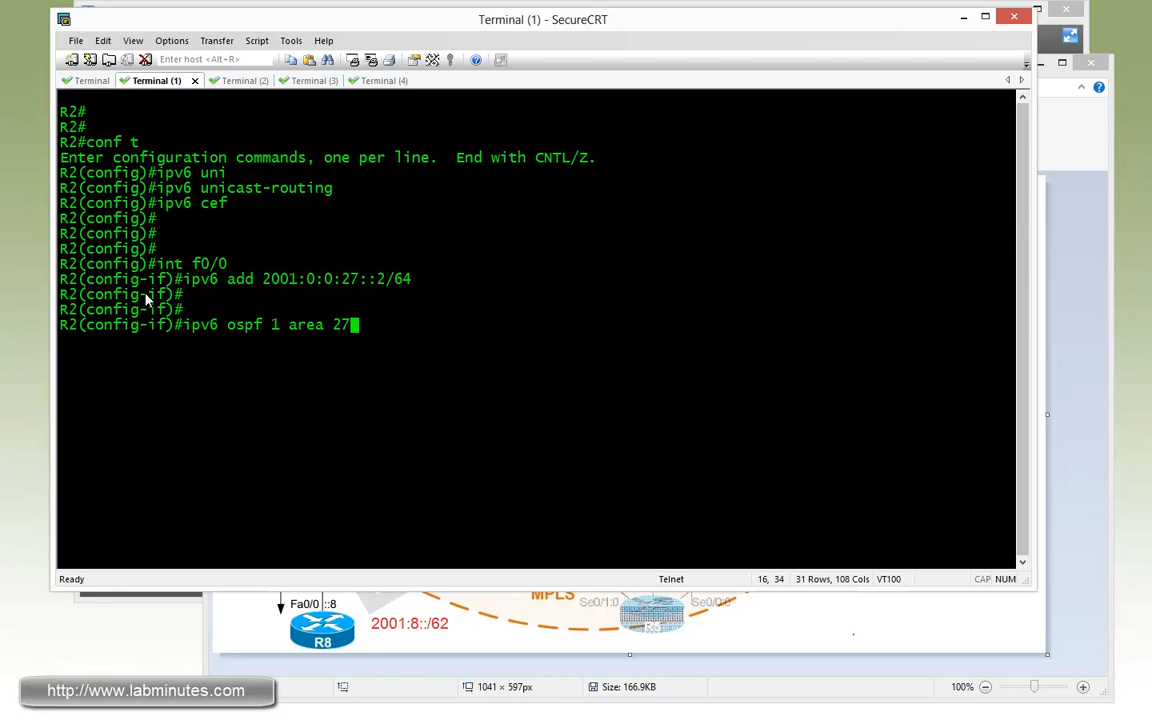 Terminal (1) - SecureCRT
File Edit View Options Transfer Script Tools Help
Enter host <Alt+R>
Terminal Terminal (1) Terminal (2) Terminal (3) Terminal (4)
R2#
R2#
R2#conf t
Enter configuration commands, one per line.  End with CNTL/Z.
R2(config)#ipv6 uni
R2(config)#ipv6 unicast-routing
R2(config)#ipv6 cef
R2(config)#
R2(config)#
R2(config)#
R2(config)#int f0/0
R2(config-if)#ipv6 add 2001:0:0:27::2/64
R2(config-if)#
R2(config-if)#
R2(config-if)#ipv6 ospf 1 area 27
Ready Telnet 16, 34 31 Rows, 108 Cols VT100 CAP NUM
MPLS
Fa0/0 ::8 Se0/1:0 Se0/0:0
2001:8::/62
R8
http://www.labminutes.com 1041 × 597px Size: 166.9KB 100%